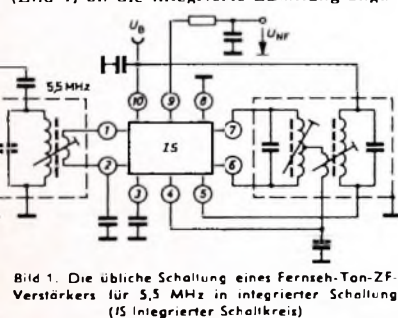 U_B
U_NF
5,5 MHz
10 9 8
1 IS 7
2 6
3 4 5
Bild 1. Die übliche Schaltung eines Fernseh-Ton-ZF-
Verstärkers für 5,5 MHz in integrierter Schaltung
(IS Integrierter Schaltkreis)